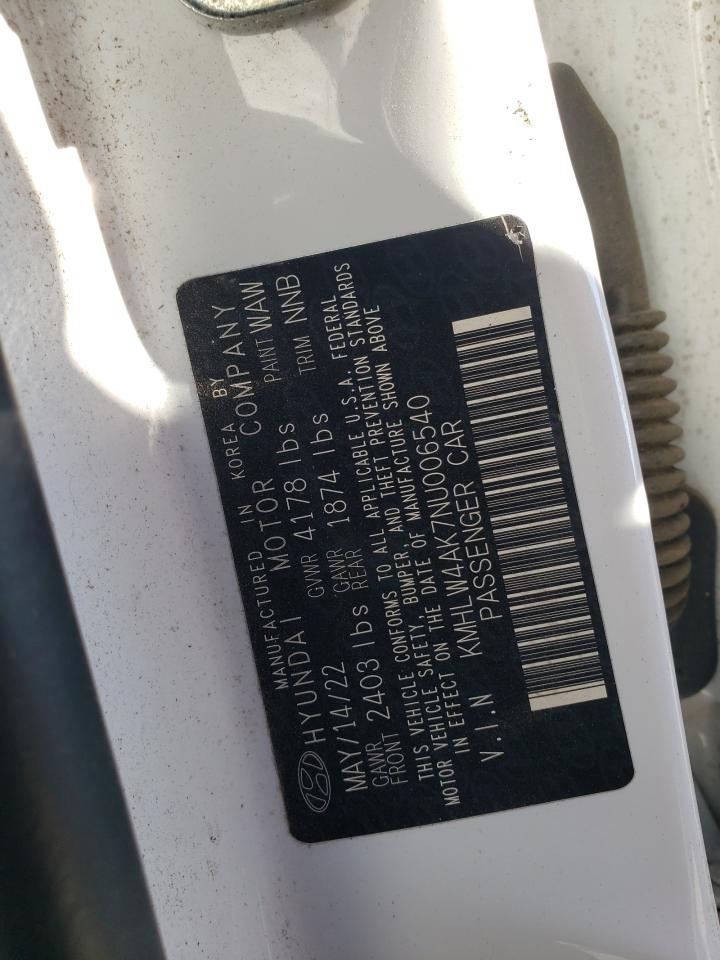 MANUFACTURED IN KOREA BY
HYUNDAI MOTOR COMPANY
MAY/14/22 GVWR 4178 lbs PAINT WAW
GAWR FRONT 2403 lbs GAWR REAR 1874 lbs TRIM NNB
THIS VEHICLE CONFORMS TO ALL APPLICABLE U.S.A. FEDERAL
MOTOR VEHICLE SAFETY, BUMPER, AND THEFT PREVENTION STANDARDS
IN EFFECT ON THE DATE OF MANUFACTURE SHOWN ABOVE
V.I.N KMHLW4AK7NU006540
PASSENGER CAR